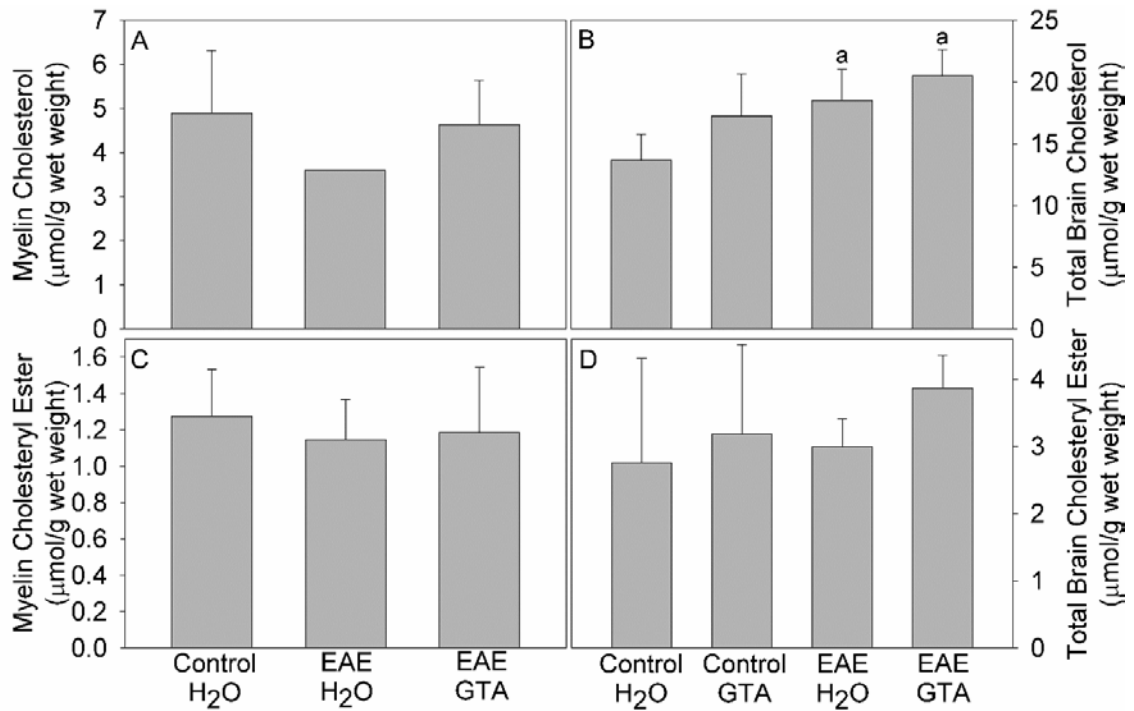 A
Myelin Cholesterol
(µmol/g wet weight)
7
6
5
4
3
2
1
0
B
a
a
25
20
15
10
5
0
Total Brain Cholesterol
(µmol/g wet weight)
C
Myelin Cholesteryl Ester
(µmol/g wet weight)
1.6
1.4
1.2
1.0
0.8
0.6
0.4
0.2
0.0
Control
H₂O
EAE
H₂O
EAE
GTA
D
4
3
2
1
0
Total Brain Cholesteryl Ester
(µmol/g wet weight)
Control
H₂O
Control
GTA
EAE
H₂O
EAE
GTA